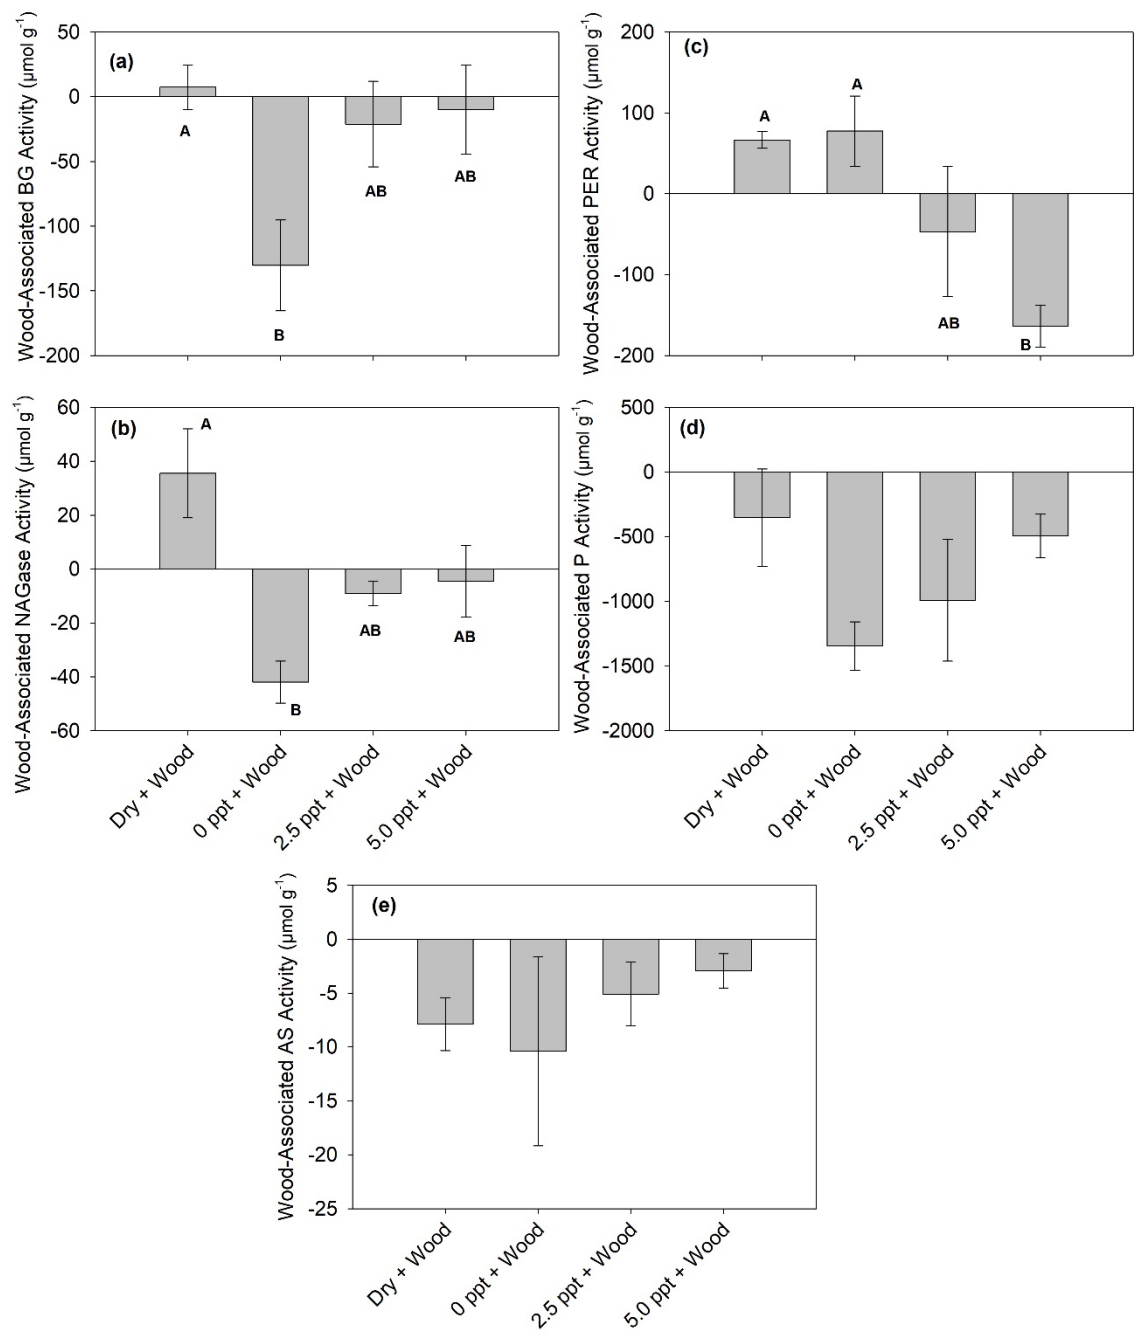 Wood-Associated BG Activity (µmol g⁻¹)
50
0
-50
-100
-150
-200
(a)
A
B
AB
AB
Wood-Associated PER Activity (µmol g⁻¹)
200
100
0
-100
-200
(c)
A
A
AB
B
Wood-Associated NAGase Activity (µmol g⁻¹)
60
40
20
0
-20
-40
-60
(b)
A
B
AB
AB
Dry + Wood
0 ppt + Wood
2.5 ppt + Wood
5.0 ppt + Wood
Wood-Associated P Activity (µmol g⁻¹)
500
0
-500
-1000
-1500
-2000
(d)
Dry + Wood
0 ppt + Wood
2.5 ppt + Wood
5.0 ppt + Wood
Wood-Associated AS Activity (µmol g⁻¹)
5
0
-5
-10
-15
-20
-25
(e)
Dry + Wood
0 ppt + Wood
2.5 ppt + Wood
5.0 ppt + Wood